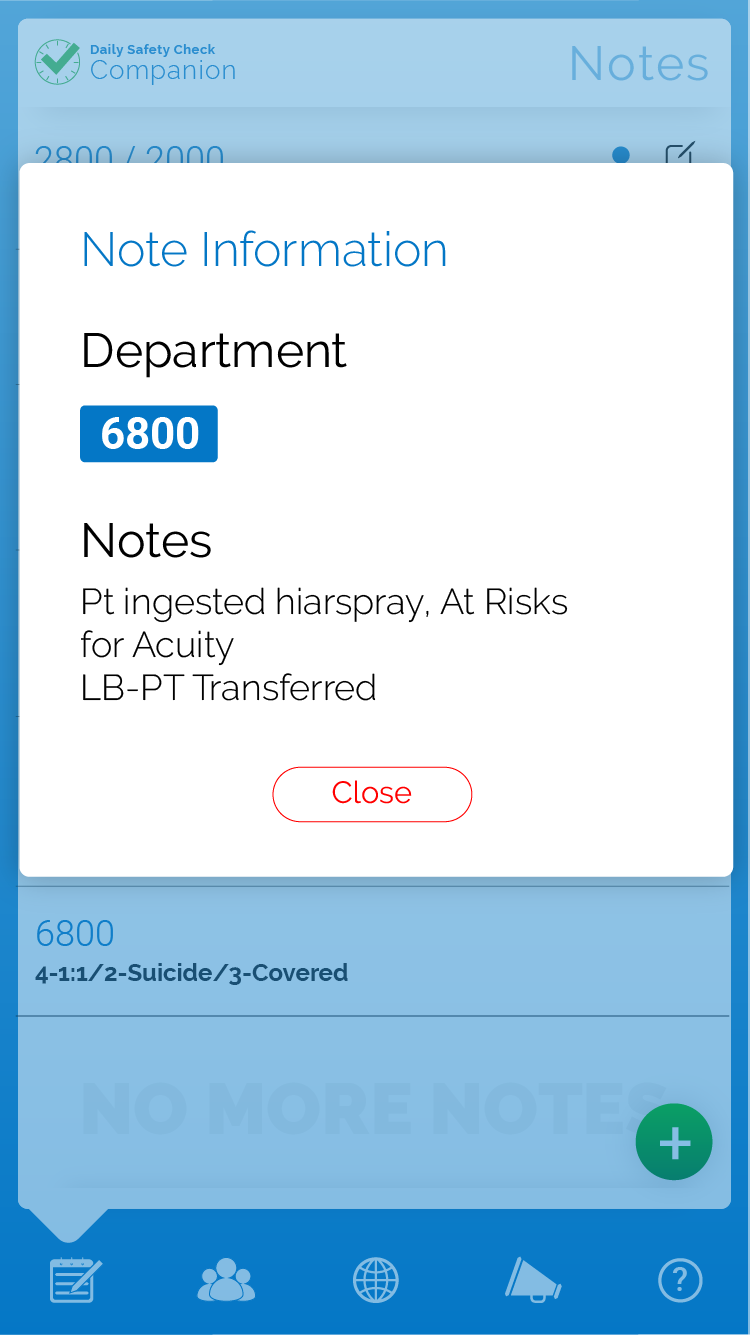 Daily Safety Check
Companion
Notes
2800 / 2000
Note Information
Department
6800
Notes
Pt ingested hiarspray, At Risks
for Acuity
LB-PT Transferred
Close
6800
4-1:1/2-Suicide/3-Covered
NO MORE NOTES
+
?